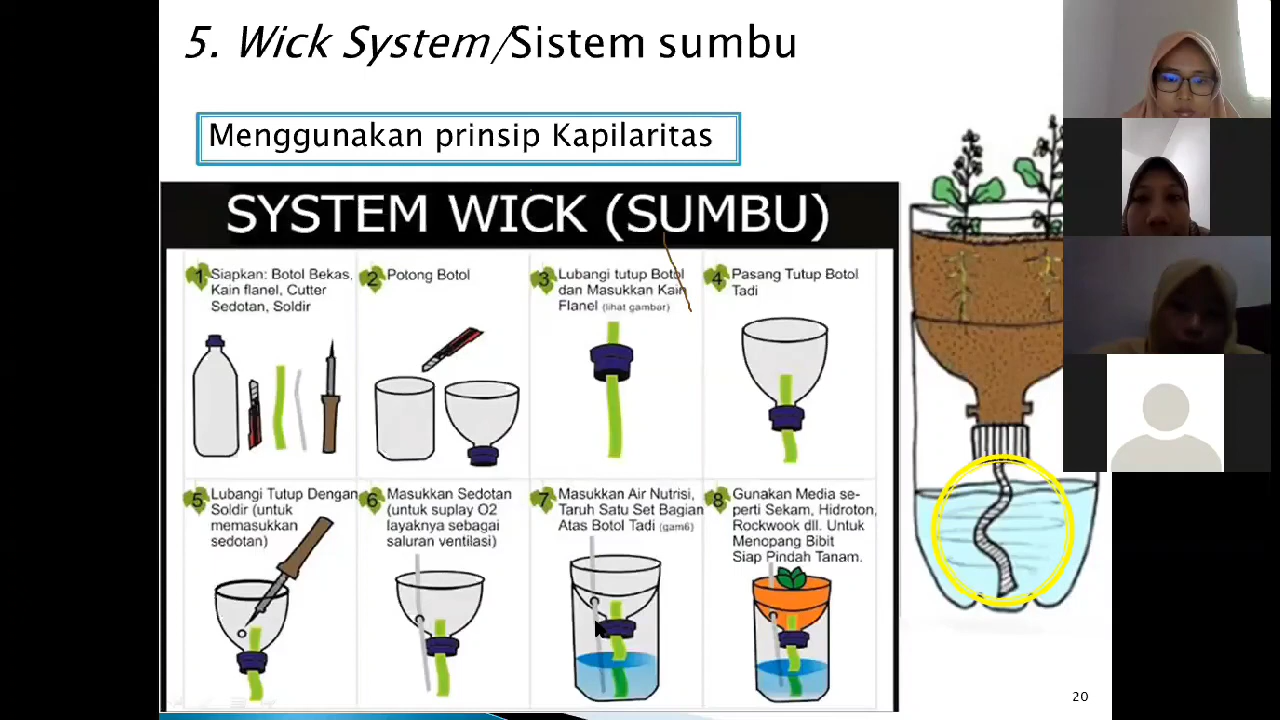 5. Wick System/Sistem sumbu
Menggunakan prinsip Kapilaritas
SYSTEM WICK (SUMBU)
1 Siapkan: Botol Bekas,
Kain flanel, Cutter
Sedotan, Soldir
2 Potong Botol
3 Lubangi tutup Botol
dan Masukkan Kain
Flanel (lihat gambar)
4 Pasang Tutup Botol
Tadi
5 Lubangi Tutup Dengan
Soldir (untuk
memasukkan
sedotan)
6 Masukkan Sedotan
(untuk suplay O2
layaknya sebagai
saluran ventilasi)
7 Masukkan Air Nutrisi,
Taruh Satu Set Bagian
Atas Botol Tadi (gam6)
8 Gunakan Media se-
perti Sekam, Hidroton,
Rockwook dll. Untuk
Menopang Bibit
Siap Pindah Tanam.
20